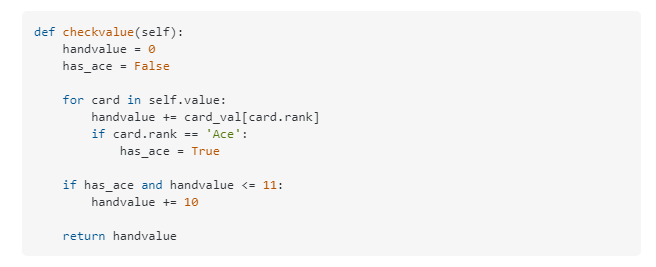 def checkvalue(self):
    handvalue = 0
    has_ace = False

    for card in self.value:
        handvalue += card_val[card.rank]
        if card.rank == 'Ace':
            has_ace = True

    if has_ace and handvalue <= 11:
        handvalue += 10

    return handvalue